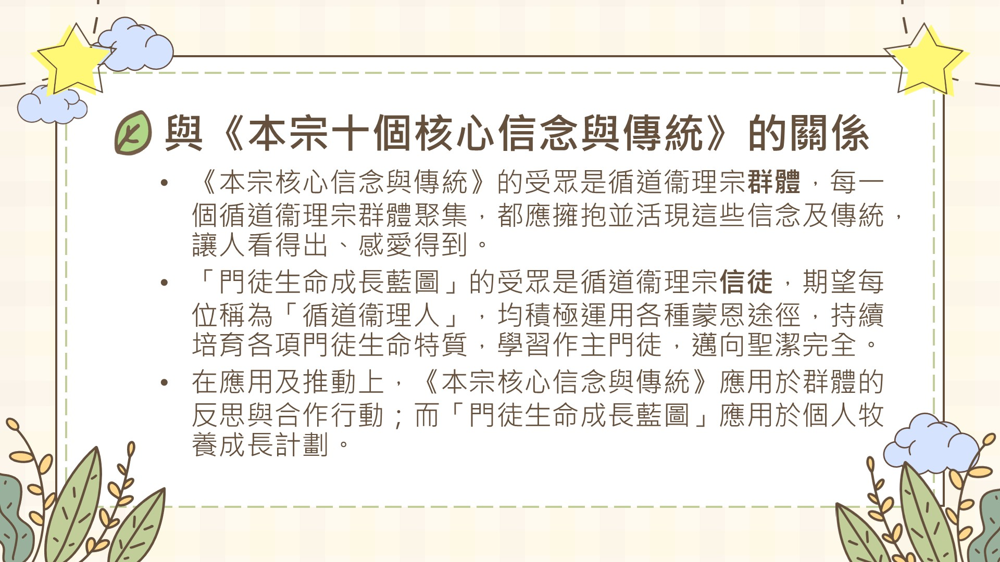 與《本宗十個核心信念與傳統》的關係
• 《本宗核心信念與傳統》的受眾是循道衞理宗群體，每一
個循道衞理宗群體聚集，都應擁抱並活現這些信念及傳統，
讓人看得出、感愛得到。
• 「門徒生命成長藍圖」的受眾是循道衞理宗信徒，期望每
位稱為「循道衞理人」，均積極運用各種蒙恩途徑，持續
培育各項門徒生命特質，學習作主門徒，邁向聖潔完全。
• 在應用及推動上，《本宗核心信念與傳統》應用於群體的
反思與合作行動；而「門徒生命成長藍圖」應用於個人牧
養成長計劃。